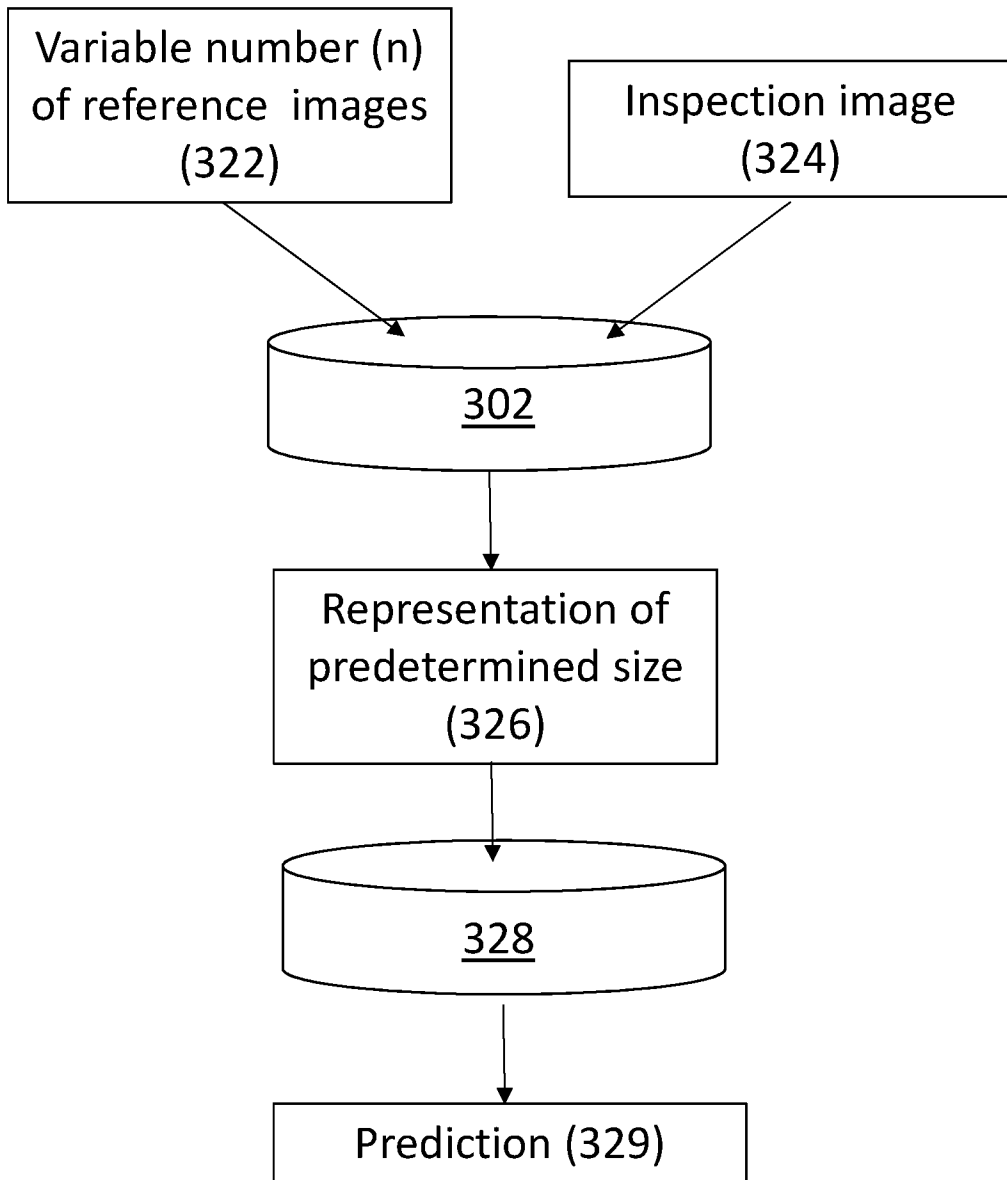 Variable number (n)
of reference images
(322)
Inspection image
(324)
302
Representation of
predetermined size
(326)
328
Prediction (329)